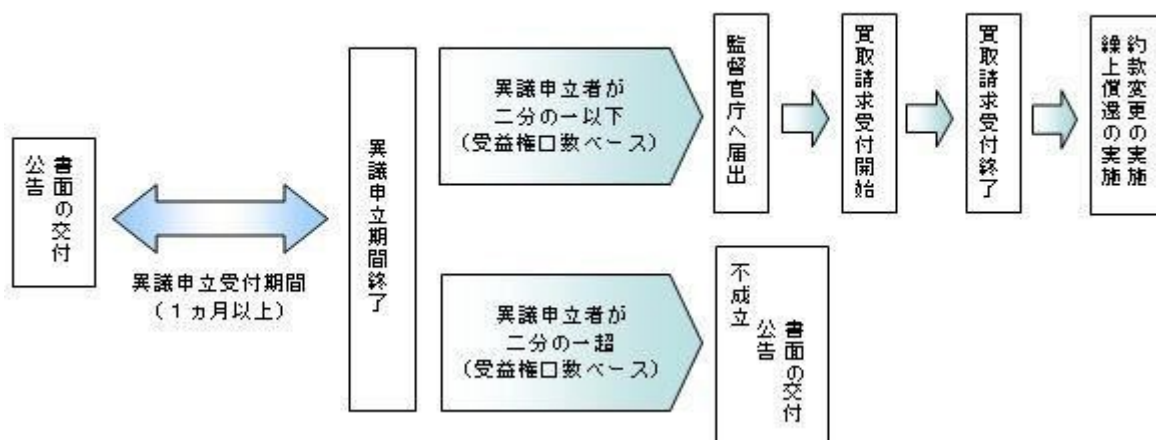 書面の交付
公告
異議申立受付期間
（１ヵ月以上）
異議申立期間終了
異議申立者が
二分の一以下
（受益権口数ベース）
監督官庁へ届出
買取請求受付開始
買取請求受付終了
約款変更の実施
繰上償還の実施
異議申立者が
二分の一超
（受益権口数ベース）
不成立
書面の交付
公告